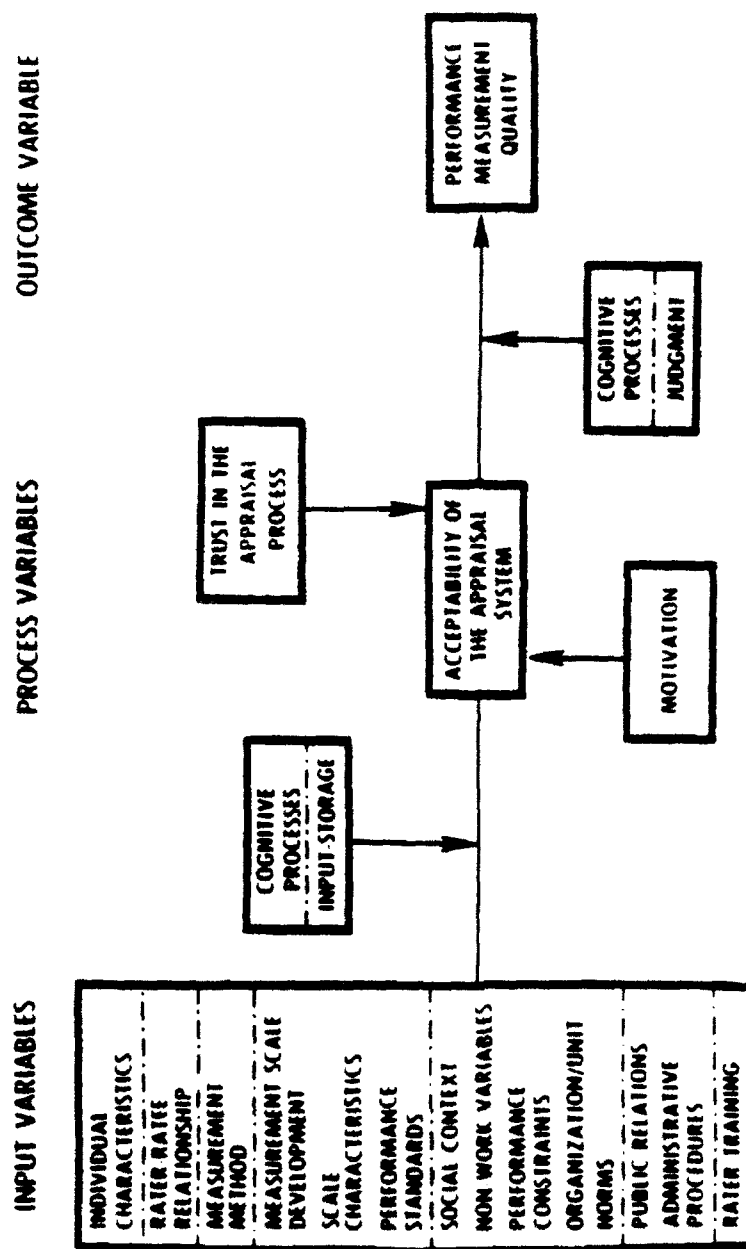 INPUT VARIABLES
PROCESS VARIABLES
OUTCOME VARIABLE
INDIVIDUAL
CHARACTERISTICS
RATER RATEE
RELATIONSHIP
MEASUREMENT
METHOD
MEASUREMENT SCALE
DEVELOPMENT
SCALE
CHARACTERISTICS
PERFORMANCE
STANDARDS
SOCIAL CONTEXT
NON WORK VARIABLES
PERFORMANCE
CONSTRAINTS
ORGANIZATION/UNIT
NORMS
PUBLIC RELATIONS
ADMINISTRATIVE
PROCEDURES
RATER TRAINING
COGNITIVE
PROCESSES
INPUT-STORAGE
TRUST IN THE
APPRAISAL
PROCESS
ACCEPTABILITY OF
THE APPRAISAL
SYSTEM
MOTIVATION
COGNITIVE
PROCESSES
JUDGMENT
PERFORMANCE
MEASUREMENT
QUALITY